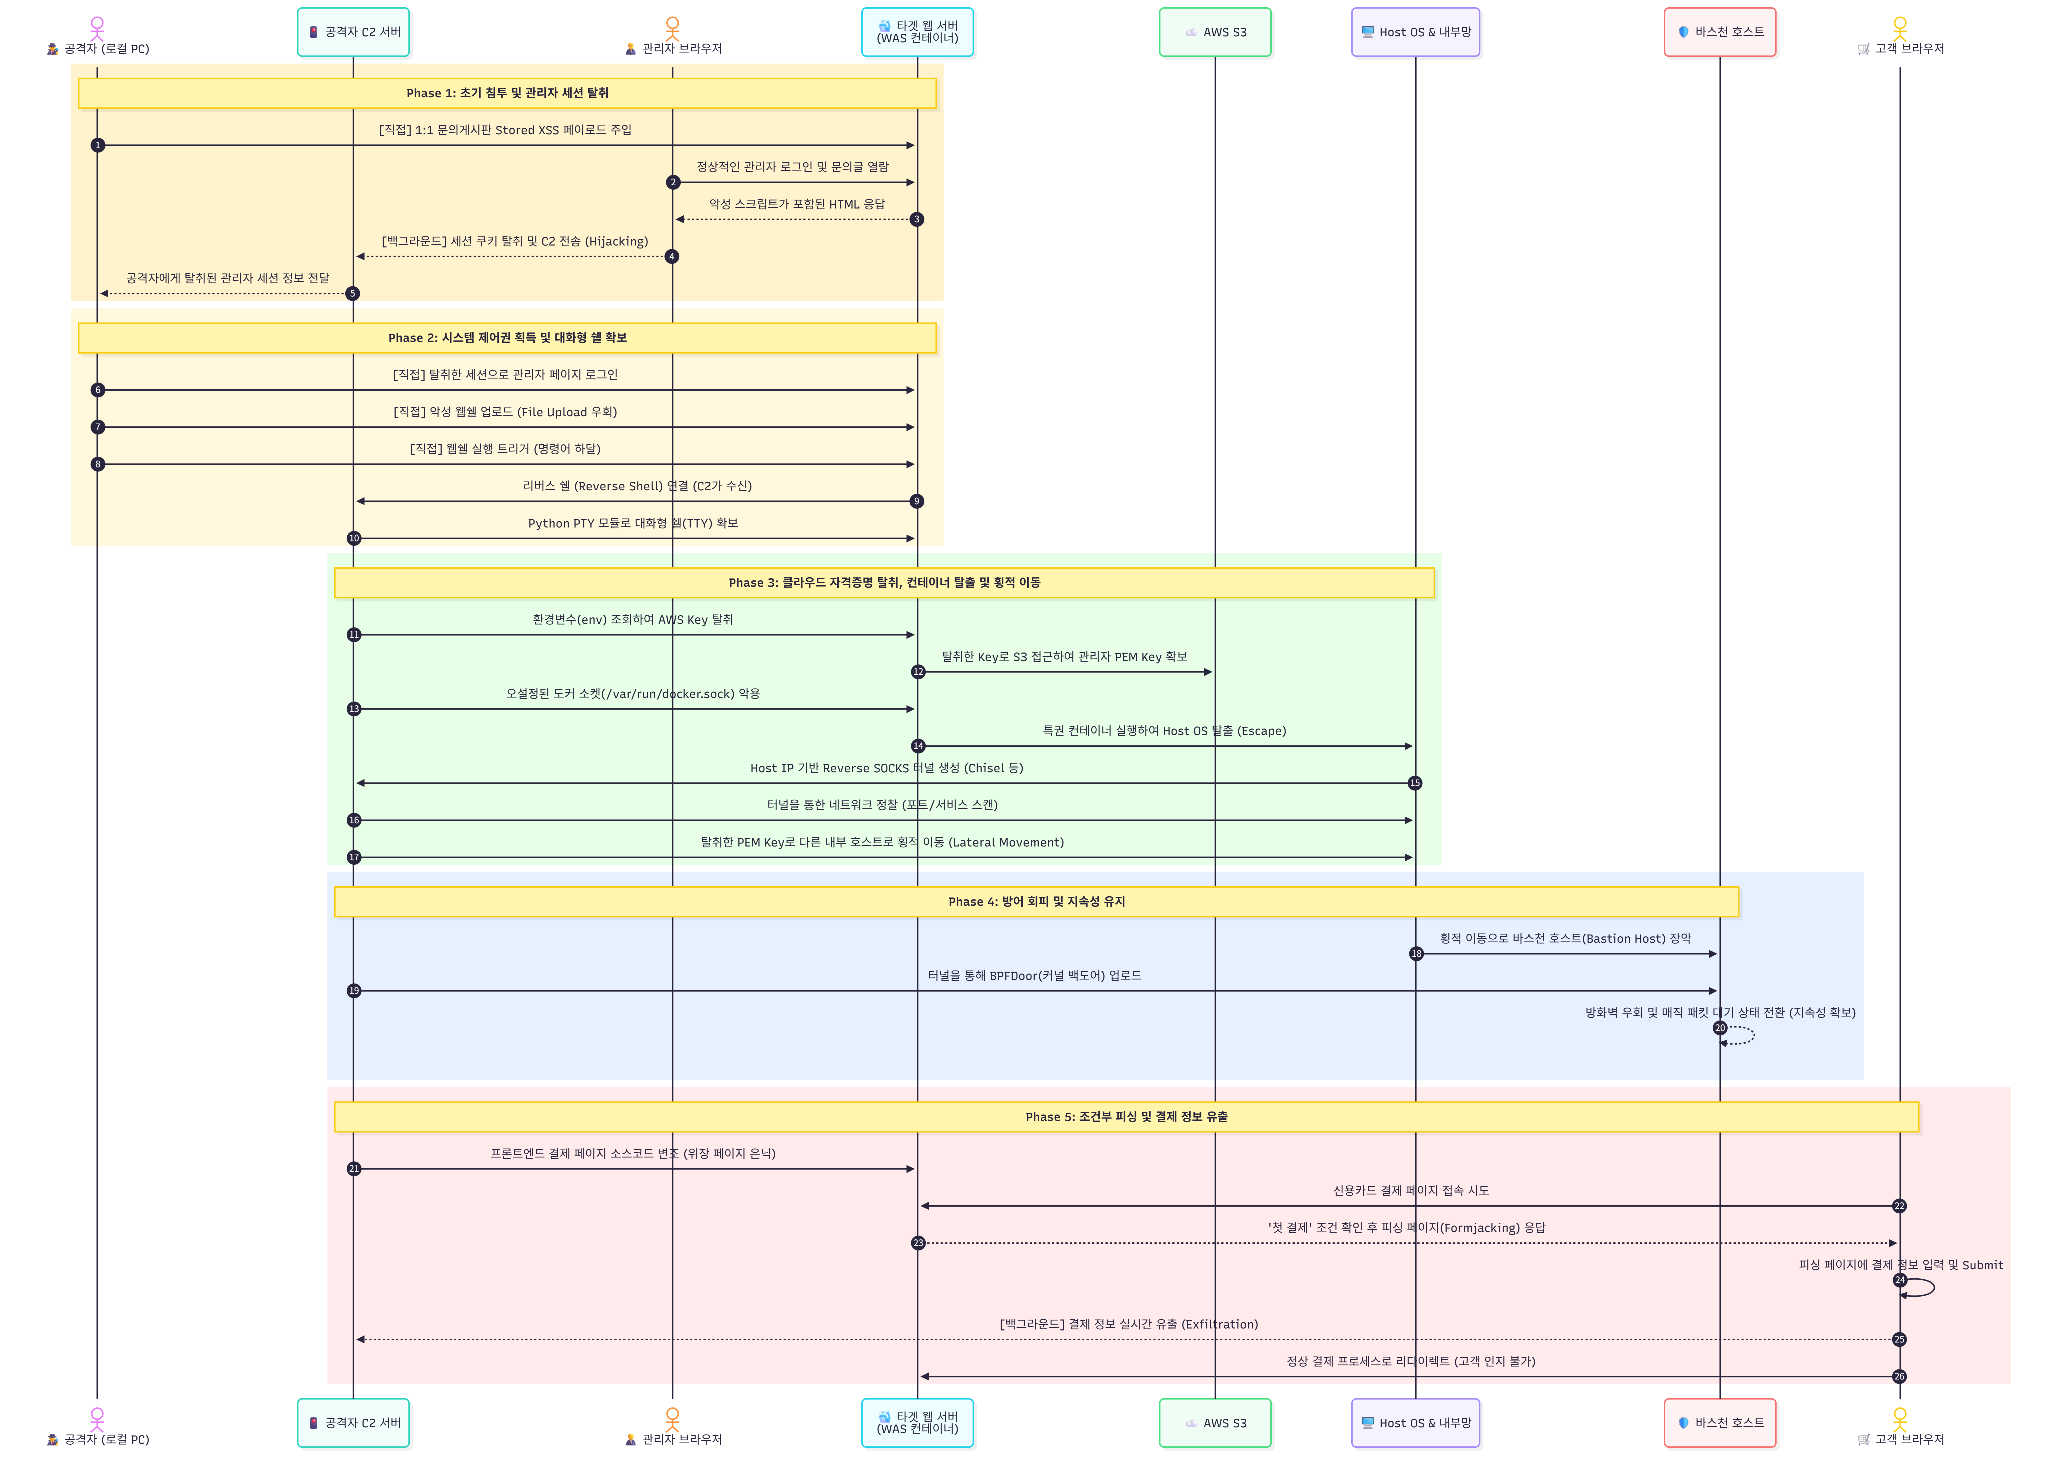 공격자 (로컬 PC)
공격자 C2 서버
관리자 브라우저
타겟 웹 서버
(WAS 컨테이너)
AWS S3
Host OS & 내부망
바스천 호스트
고객 브라우저
Phase 1: 초기 침투 및 관리자 세션 탈취
[직접] 1:1 문의게시판 Stored XSS 페이로드 주입
1
정상적인 관리자 로그인 및 문의글 열람
2
악성 스크립트가 포함된 HTML 응답
3
[백그라운드] 세션 쿠키 탈취 및 C2 전송 (Hijacking)
4
공격자에게 탈취된 관리자 세션 정보 전달
5
Phase 2: 시스템 제어권 획득 및 대화형 쉘 확보
[직접] 탈취한 세션으로 관리자 페이지 로그인
6
[직접] 악성 웹쉘 업로드 (File Upload 우회)
7
[직접] 웹쉘 실행 트리거 (명령어 하달)
8
리버스 쉘 (Reverse Shell) 연결 (C2가 수신)
9
Python PTY 모듈로 대화형 쉘(TTY) 확보
10
Phase 3: 클라우드 자격증명 탈취, 컨테이너 탈출 및 횡적 이동
환경변수(env) 조회하여 AWS Key 탈취
11
탈취한 Key로 S3 접근하여 관리자 PEM Key 확보
12
오설정된 도커 소켓(/var/run/docker.sock) 악용
13
특권 컨테이너 실행하여 Host OS 탈출 (Escape)
14
Host IP 기반 Reverse SOCKS 터널 생성 (Chisel 등)
15
터널을 통한 네트워크 정찰 (포트/서비스 스캔)
16
탈취한 PEM Key로 다른 내부 호스트로 횡적 이동 (Lateral Movement)
17
Phase 4: 방어 회피 및 지속성 유지
횡적 이동으로 바스천 호스트(Bastion Host) 장악
18
터널을 통해 BPFDoor(커널 백도어) 업로드
19
방화벽 우회 및 매직 패킷 대기 상태 전환 (지속성 확보)
20
Phase 5: 조건부 피싱 및 결제 정보 유출
프론트엔드 결제 페이지 소스코드 변조 (위장 페이지 은닉)
21
신용카드 결제 페이지 접속 시도
22
'첫 결제' 조건 확인 후 피싱 페이지(Formjacking) 응답
23
피싱 페이지에 결제 정보 입력 및 Submit
24
[백그라운드] 결제 정보 실시간 유출 (Exfiltration)
25
정상 결제 프로세스로 리다이렉트 (고객 인지 불가)
26
공격자 (로컬 PC)
공격자 C2 서버
관리자 브라우저
타겟 웹 서버
(WAS 컨테이너)
AWS S3
Host OS & 내부망
바스천 호스트
고객 브라우저